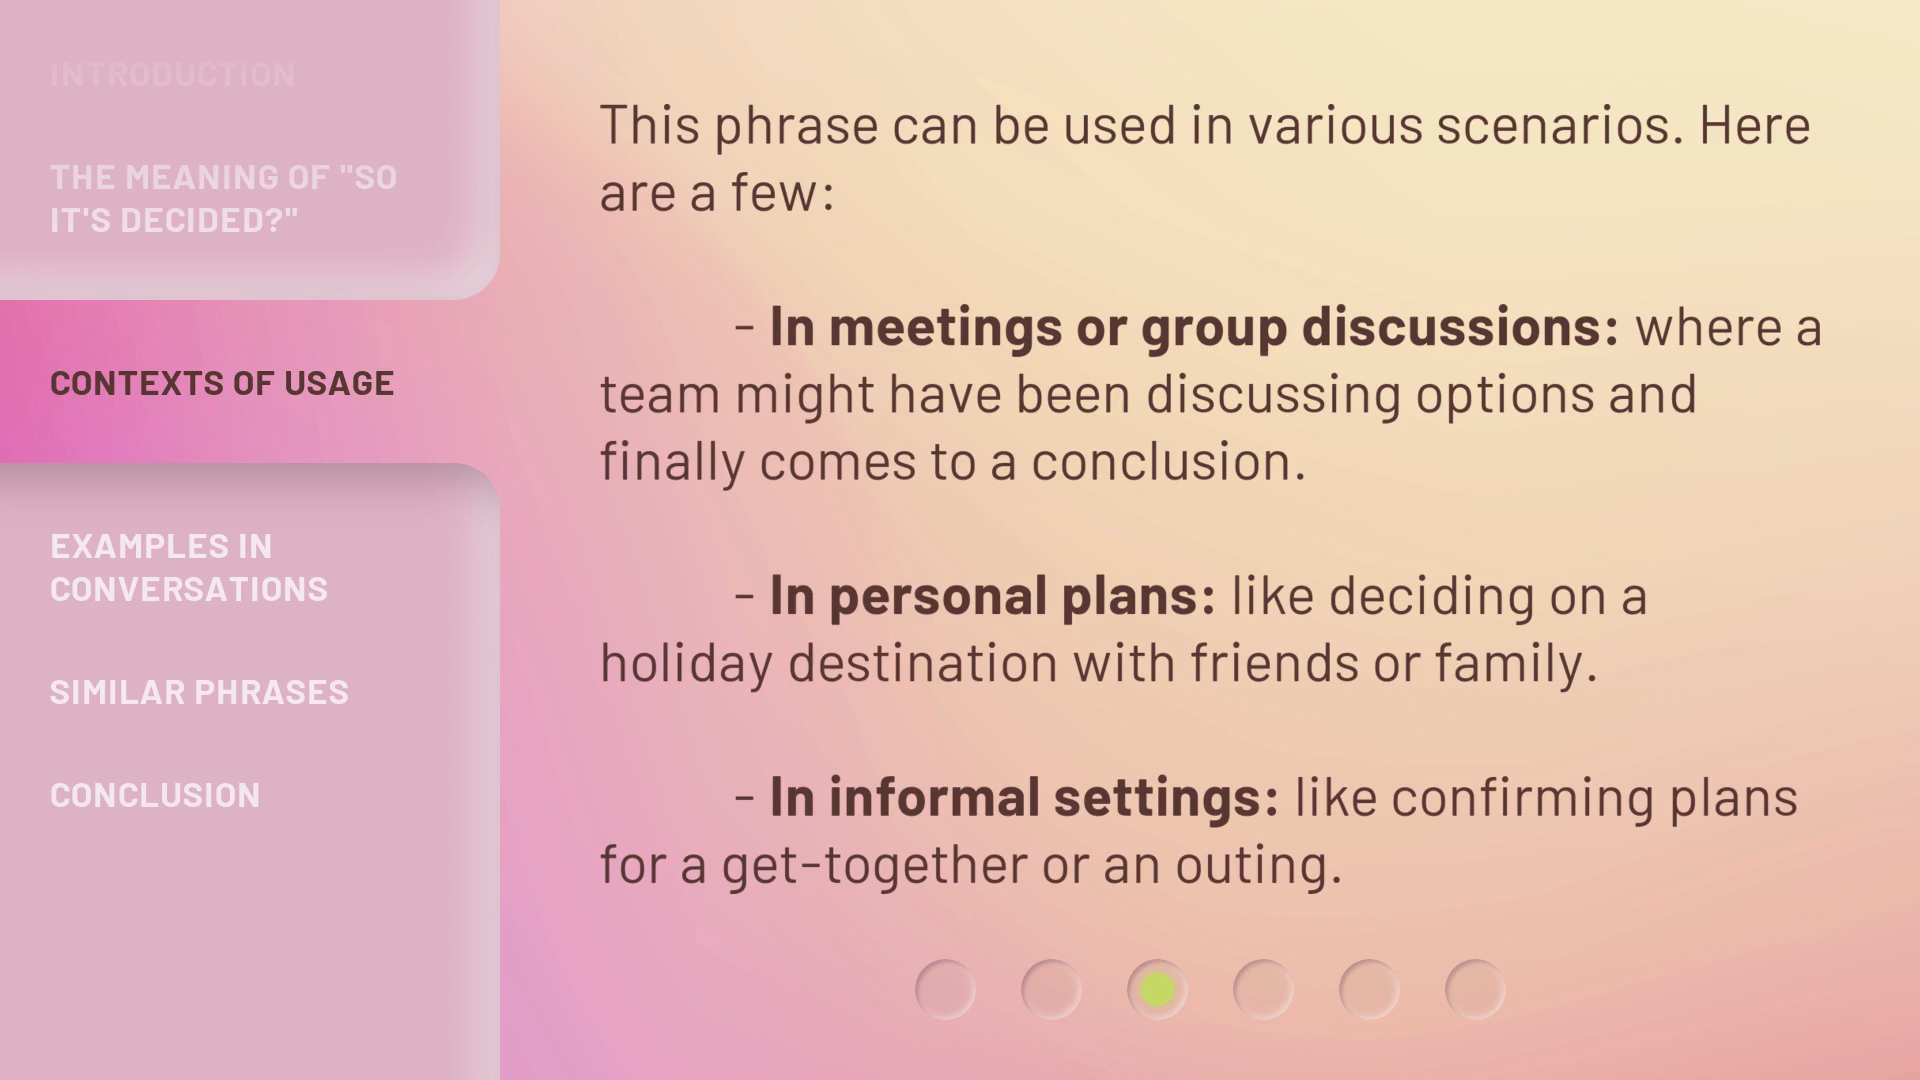 INTRODUCTION
THE MEANING OF "SO
IT'S DECIDED?"
CONTEXTS OF USAGE
EXAMPLES IN
CONVERSATIONS
SIMILAR PHRASES
CONCLUSION
This phrase can be used in various scenarios. Here
are a few:
- In meetings or group discussions: where a
team might have been discussing options and
finally comes to a conclusion.
- In personal plans: like deciding on a
holiday destination with friends or family.
- In informal settings: like confirming plans
for a get-together or an outing.